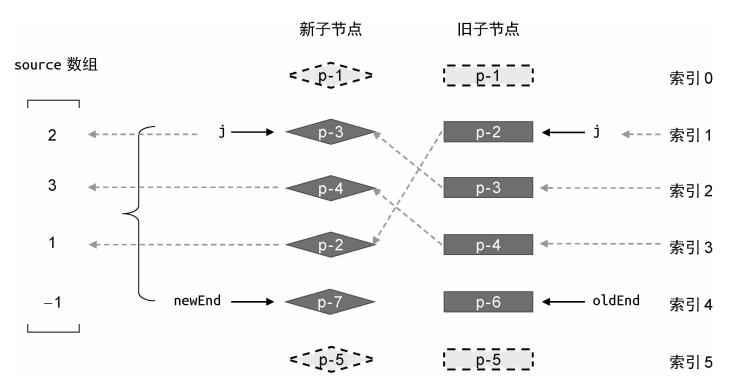 新子节点 旧子节点
source 数组 p-1 p-1 索引 0
2 j p-3 p-2 j 索引 1
3 p-4 p-3 索引 2
1 p-2 p-4 索引 3
−1 newEnd p-7 p-6 oldEnd 索引 4
p-5 p-5 索引 5